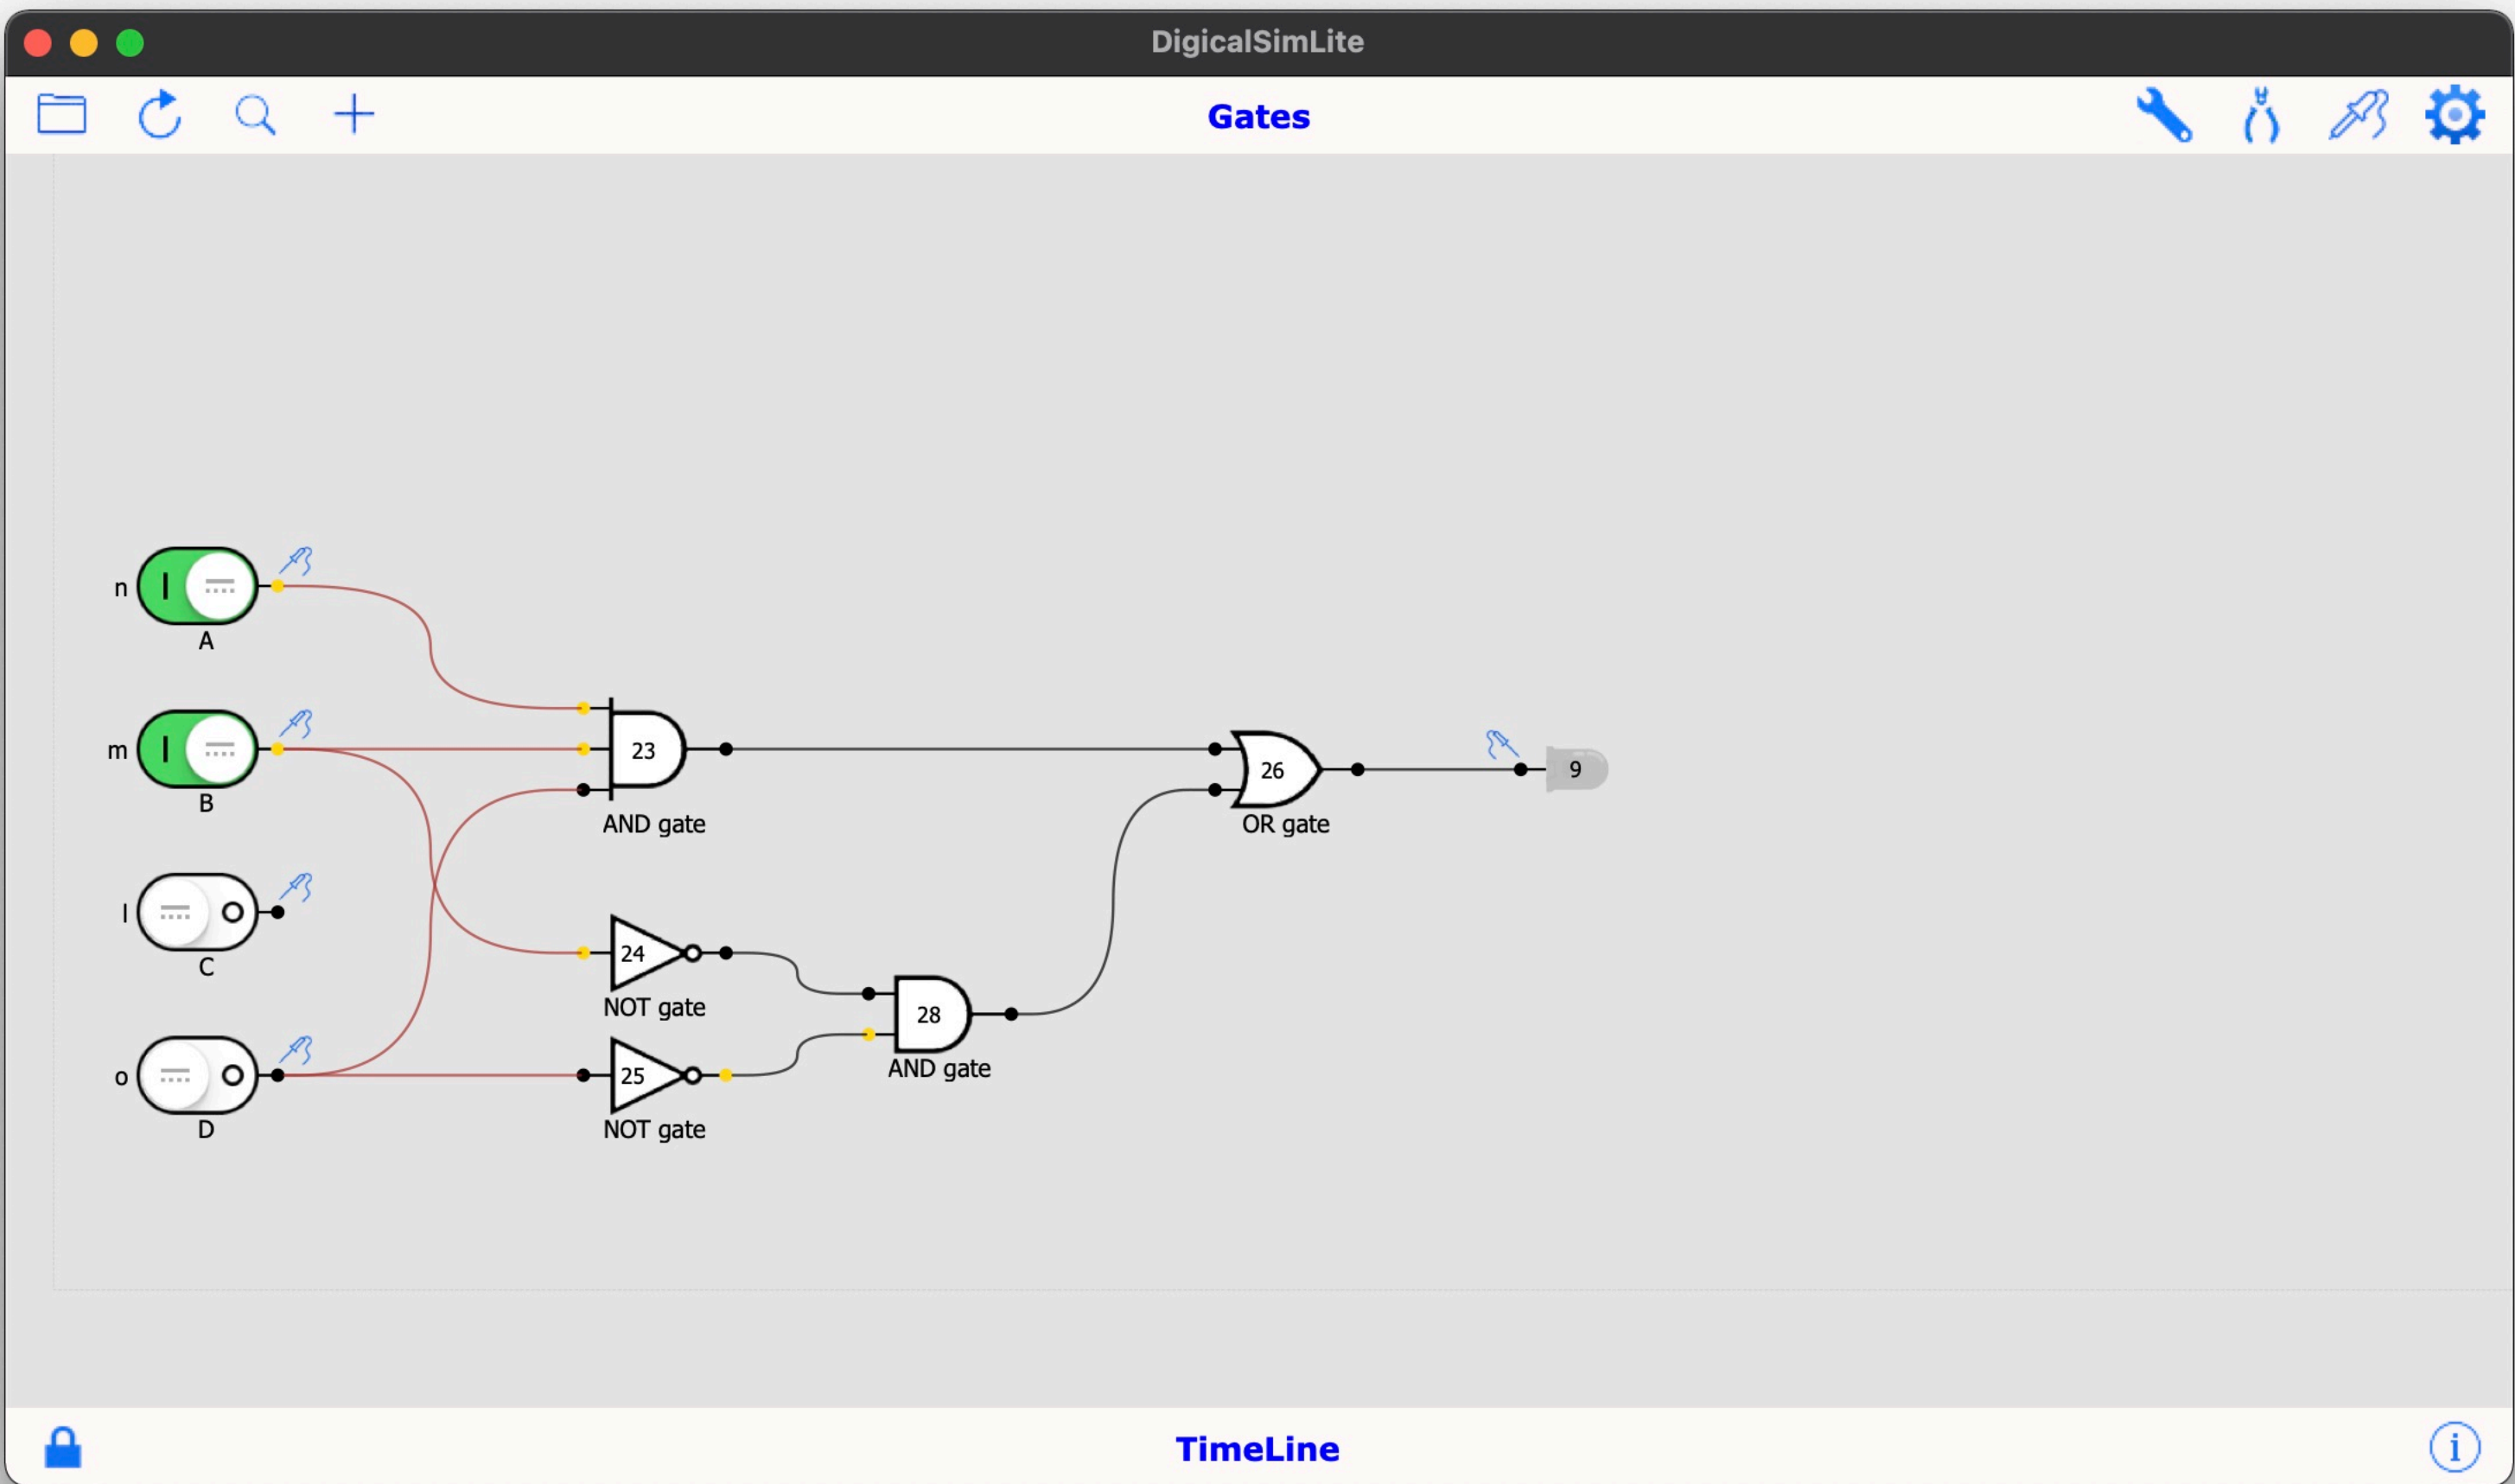 DigicalSimLite
Gates
n
A
m
B
23
AND gate
26
OR gate
9
l
C
24
NOT gate
28
AND gate
o
D
25
NOT gate
TimeLine
i